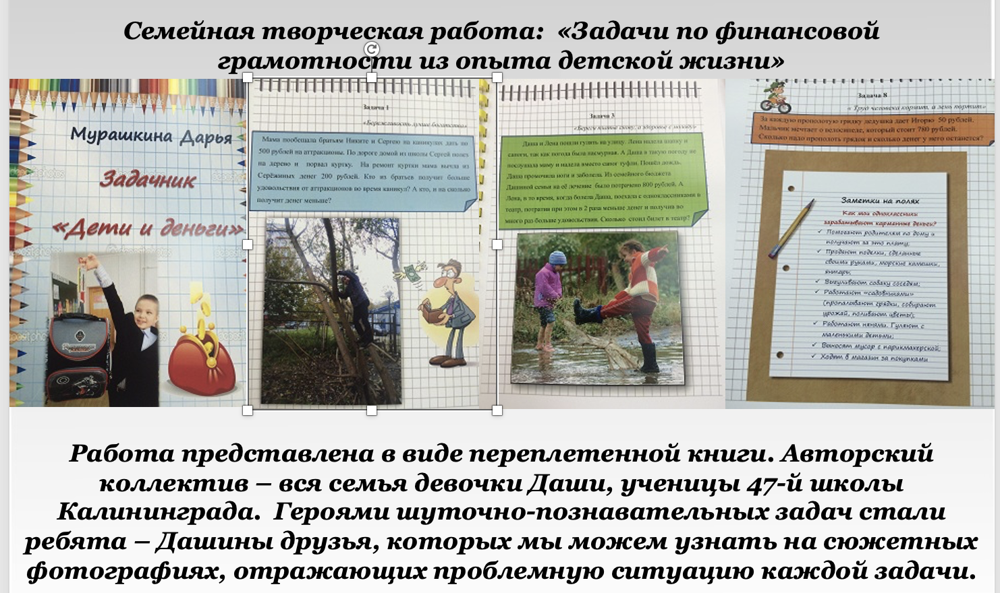 Семейная творческая работа: «Задачи по финансовой
грамотности из опыта детской жизни»
Мурашкина Дарья
Задачник
«Дети и деньги»
Задача 1
«Бережливость лучше богатства»
Мама пообещала братьям Никите и Сергею на каникулах дать по
500 рублей на аттракционы. По дороге домой из школы Сергей полез
на дерево и порвал куртку. На ремонт куртки мама вычла из
Серёжиных денег 200 рублей. Кто из братьев получит больше
удовольствия от аттракционов во время каникул? А кто, и на сколько
получит денег меньше?
Задача 3
«Береги платье снову, а здоровье с молоду»
Даша и Лена пошли гулять на улицу. Лена надела шапку и
сапоги, так как погода была пасмурная. А Даша в такую погоду не
послушала маму и надела вместо сапог туфли. Пошёл дождь.
Даша промочила ноги и заболела. Из семейного бюджета
Дашиной семьи на её лечение было потрачено 800 рублей. А
Лена, в то время, когда болела Даша, поехала с одноклассниками в
театр, потратив при этом в 2 раза меньше денег и получив во
много раз больше удовольствия. Сколько стоил билет в театр?
Задача 8
« Труд человека кормит, а лень портит»
За каждую прополотую грядку дедушка дает Игорю 50 рублей.
Мальчик мечтает о велосипеде, который стоит 780 рублей.
Сколько надо прополоть грядок и сколько денег у него останется?
Заметки на полях
Как мои одноклассники
зарабатывают карманные деньги?
✓ Помогают родителям по дому и
получают за это плату;
✓ Продают поделки, сделанные
своими руками, морские камешки,
янтарь;
✓ Выгуливают собаку соседям;
✓ Работают «садовниками»
(пропалывают грядки, собирают
урожай, поливают цветы);
✓ Работают нянями. Гуляют с
маленькими детьми;
✓ Выносят мусор с парикмахерской;
✓ Ходят в магазин за покупками
Работа представлена в виде переплетенной книги. Авторский
коллектив – вся семья девочки Даши, ученицы 47-й школы
Калининграда. Героями шуточно-познавательных задач стали
ребята – Дашины друзья, которых мы можем узнать на сюжетных
фотографиях, отражающих проблемную ситуацию каждой задачи.